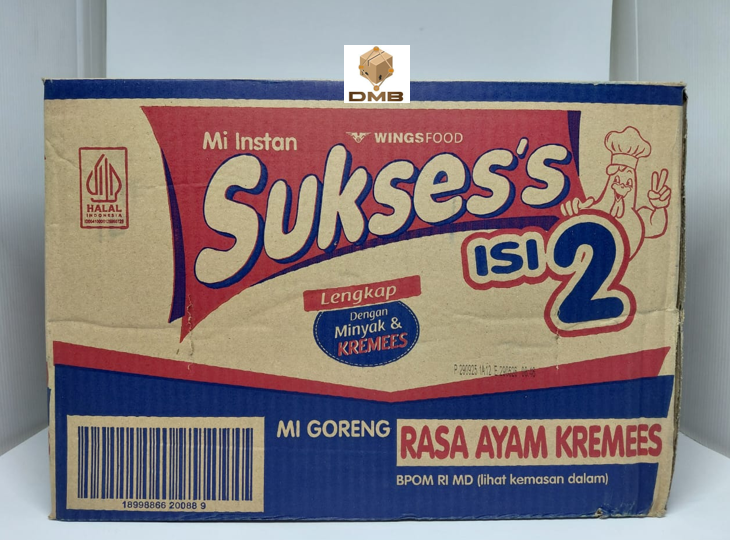 DMB
Mi Instan
WINGSFOOD
Sukses's
ISI 2
HALAL
INDONESIA
Lengkap
Dengan
Minyak &
KREMEES
MI GORENG
RASA AYAM KREMEES
BPOM RI MD (lihat kemasan dalam)
18998866 20088 9